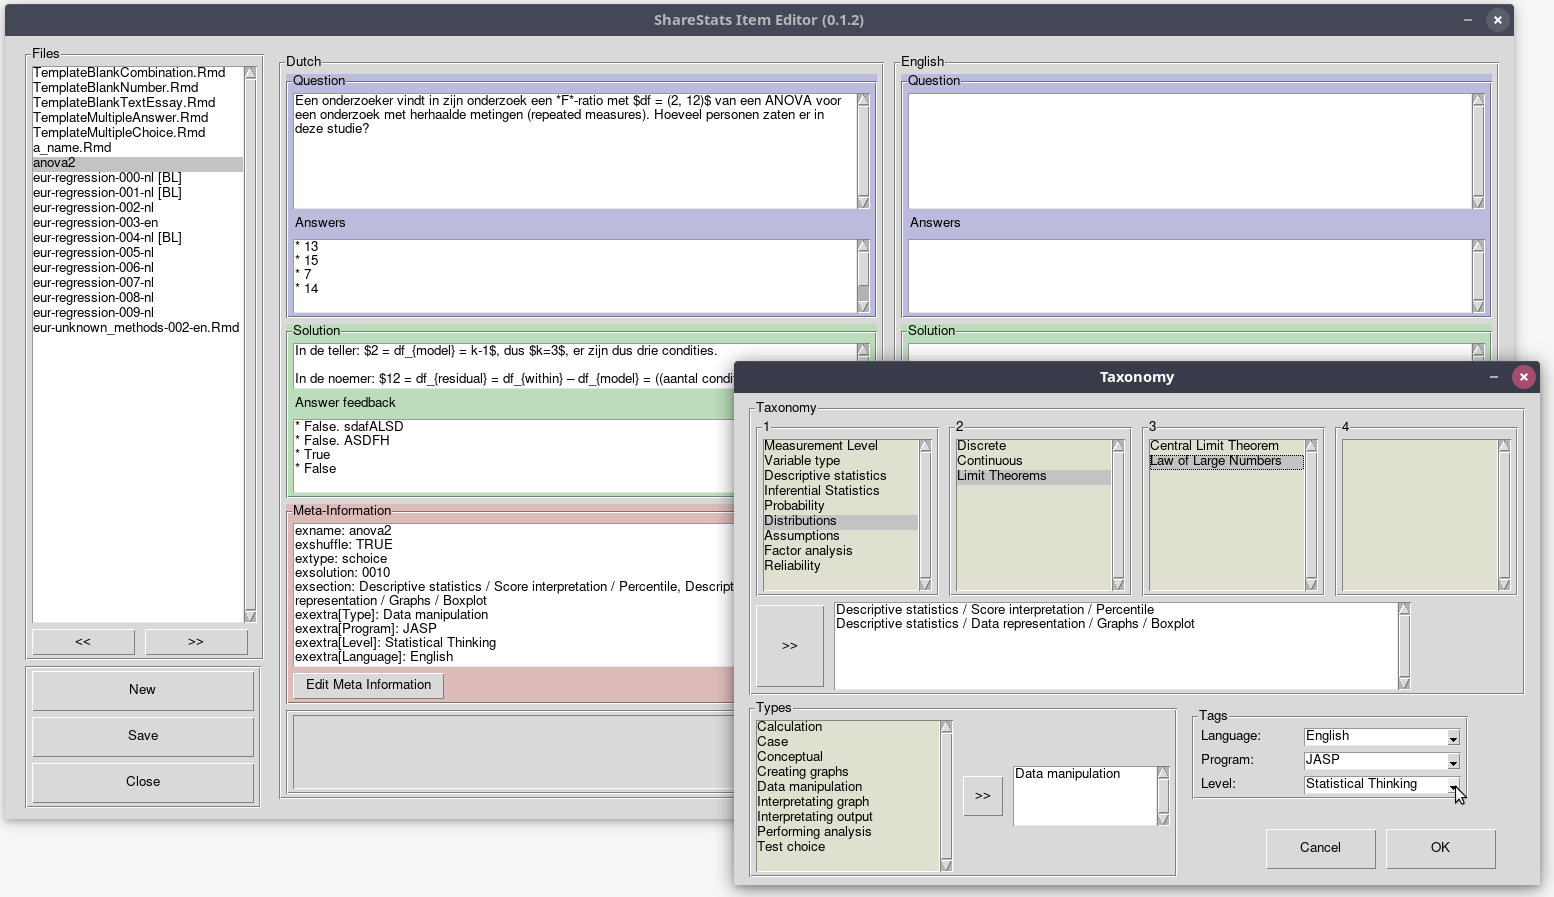 ShareStats Item Editor (0.1.2)
Files
TemplateBlankCombination.Rmd
TemplateBlankNumber.Rmd
TemplateBlankTextEssay.Rmd
TemplateMultipleAnswer.Rmd
TemplateMultipleChoice.Rmd
a_name.Rmd
anova2
eur-regression-000-nl [BL]
eur-regression-001-nl [BL]
eur-regression-002-nl
eur-regression-003-en
eur-regression-004-nl [BL]
eur-regression-005-nl
eur-regression-006-nl
eur-regression-007-nl
eur-regression-008-nl
eur-regression-009-nl
eur-unknown_methods-002-en.Rmd
<<
>>
New
Save
Close
Dutch
Question
Een onderzoeker vindt in zijn onderzoek een *F*-ratio met $df = (2, 12)$ van een ANOVA voor
een onderzoek met herhaalde metingen (repeated measures). Hoeveel personen zaten er in
deze studie?
Answers
* 13
* 15
* 7
* 14
Solution
In de teller: $2 = df_{model} = k-1$, dus $k=3$, er zijn dus drie condities.
In de noemer: $12 = df_{residual} = df_{within} – df_{model} = ((aantal condi
Answer feedback
* False. sdafALSD
* False. ASDFH
* True
* False
Meta-Information
exname: anova2
exshuffle: TRUE
extype: schoice
exsolution: 0010
exsection: Descriptive statistics / Score interpretation / Percentile, Descript
representation / Graphs / Boxplot
exextra[Type]: Data manipulation
exextra[Program]: JASP
exextra[Level]: Statistical Thinking
exextra[Language]: English
Edit Meta Information
English
Question
Answers
Solution
Taxonomy
Taxonomy
1
Measurement Level
Variable type
Descriptive statistics
Inferential Statistics
Probability
Distributions
Assumptions
Factor analysis
Reliability
2
Discrete
Continuous
Limit Theorems
3
Central Limit Theorem
Law of Large Numbers
4
>>
Descriptive statistics / Score interpretation / Percentile
Descriptive statistics / Data representation / Graphs / Boxplot
Types
Calculation
Case
Conceptual
Creating graphs
Data manipulation
Interpretating graph
Interpretating output
Performing analysis
Test choice
>>
Data manipulation
Tags
Language: English
Program: JASP
Level: Statistical Thinking
Cancel
OK